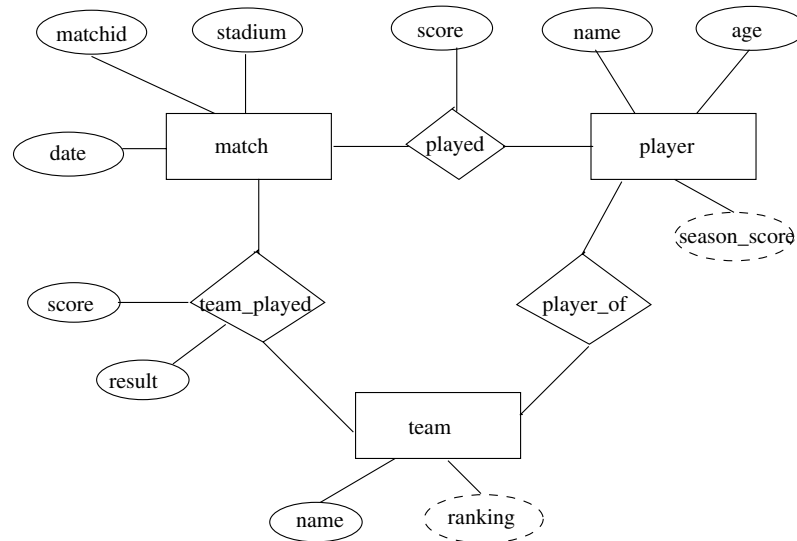 matchid
stadium
score
name
age
date
match
played
player
season_score
score
team_played
player_of
result
team
name
ranking